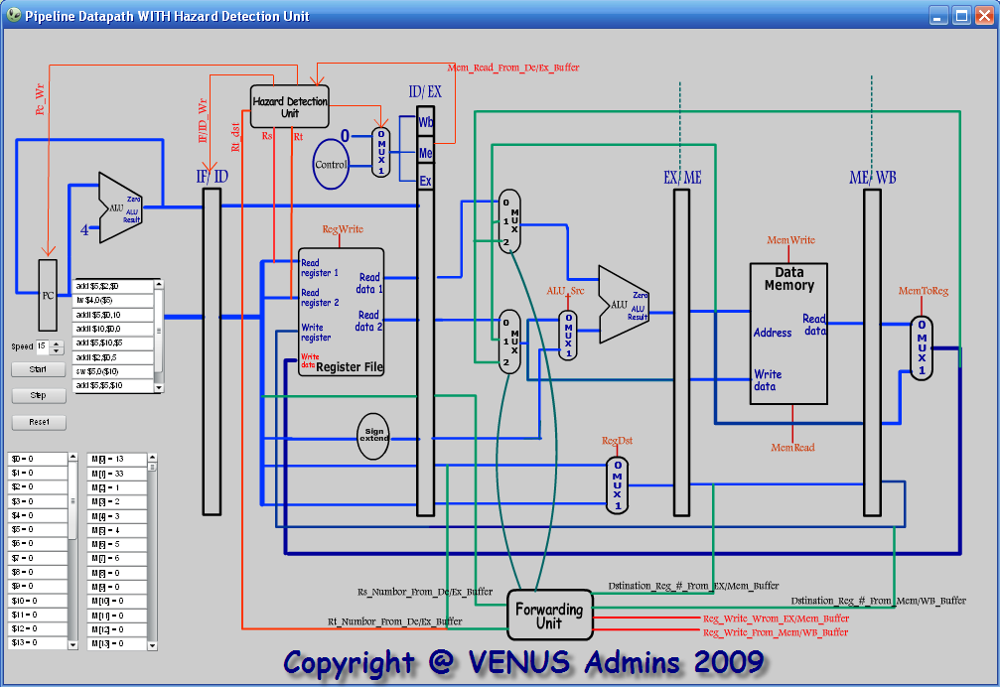 Pipeline Datapath WITH Hazard Detection Unit
Mem_Read_From_De/Ex_Buffer
Pc_Wr
IF/ID_Wr
Rt_dst
Hazard Detection
Unit
Rs
Rt
ID/ EX
Wb
Me
Ex
0
0
M
U
X
1
Control
IF/ ID
EX/ ME
ME/ WB
ALU
Zero
ALU
Result
4
PC
Speed
15
Start
Step
Reset
add $5,$2,$0
lw $4,0($5)
addi $5,$0,10
addi $10,$0,0
add $5,$10,$5
addi $2,$0,5
sw $5,0($10)
add $5,$5,$10
RegWrite
Read
register 1
Read
register 2
Write
register
Write
data
Read
data 1
Read
data 2
Register File
0
1
2
M
U
X
0
1
2
M
U
X
ALU_Src
0
M
U
X
1
ALU
Zero
ALU
Result
MemWrite
Data
Memory
Address
Read
data
Write
data
MemRead
MemToReg
0
M
U
X
1
Sign
extend
RegDst
0
M
U
X
1
$0 = 0
$1 = 0
$2 = 0
$3 = 0
$4 = 0
$5 = 0
$6 = 0
$7 = 0
$8 = 0
$9 = 0
$10 = 0
$11 = 0
$12 = 0
$13 = 0
M[0] = 13
M[1] = 33
M[2] = 1
M[3] = 2
M[4] = 3
M[5] = 4
M[6] = 5
M[7] = 6
M[8] = 0
M[9] = 0
M[10] = 0
M[11] = 0
M[12] = 0
M[13] = 0
Rs_Numbor_From_De/Ex_Buffer
Rt_Numbor_From_De/Ex_Buffer
Forwarding
Unit
Dstination_Reg_#_From_EX/Mem_Buffer
Dstination_Reg_#_From_Mem/WB_Buffer
Reg_Write_Wrom_EX/Mem_Buffer
Reg_Write_From_Mem/WB_Buffer
Copyright @ VENUS Admins 2009